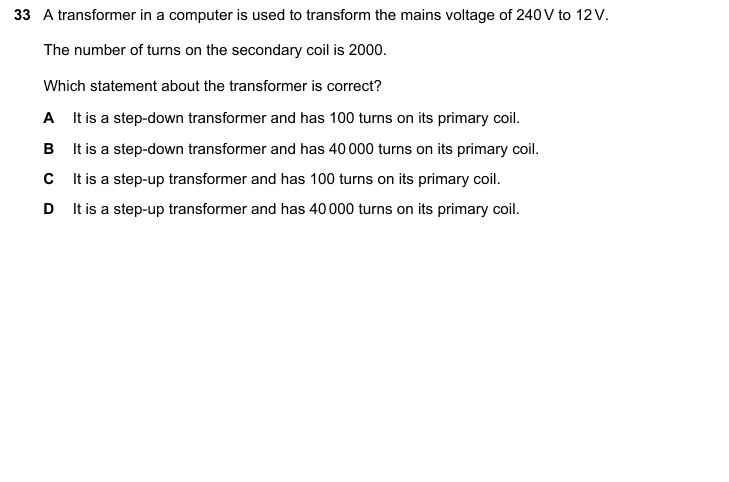 33 A transformer in a computer is used to transform the mains voltage of 240 V to 12 V.
The number of turns on the secondary coil is 2000.
Which statement about the transformer is correct?
A It is a step-down transformer and has 100 turns on its primary coil.
B It is a step-down transformer and has 40 000 turns on its primary coil.
C It is a step-up transformer and has 100 turns on its primary coil.
D It is a step-up transformer and has 40 000 turns on its primary coil.